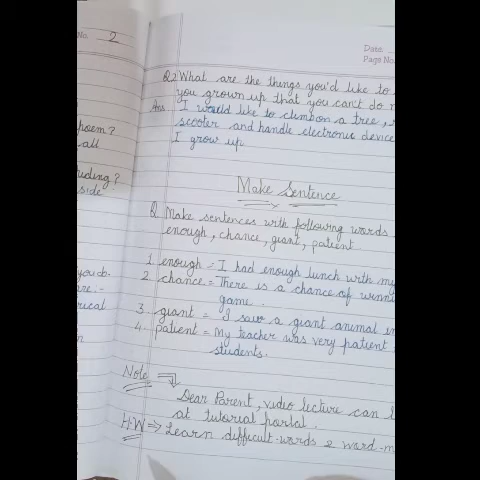 No. 2
Date
Page No.
poem?
all
uding?
side
you do.
are:-
rical
n
Q2 What are the things you'd like to
you grown up that you can't do
Ans I would like to climb on a tree,
scooter and handle electronic device
I grow up
Make Sentence
Q Make sentences with following words
enough, chance, giant, patient
1 enough = I had enough lunch with my
2 chance = There is a chance of winni
game.
3. giant = I saw a giant animal in
4. patient = My teacher was very patient
students.
Note
Dear Parent, video lecture can
at tutorial portal.
H.W ⇒ Learn difficult-words & word-m